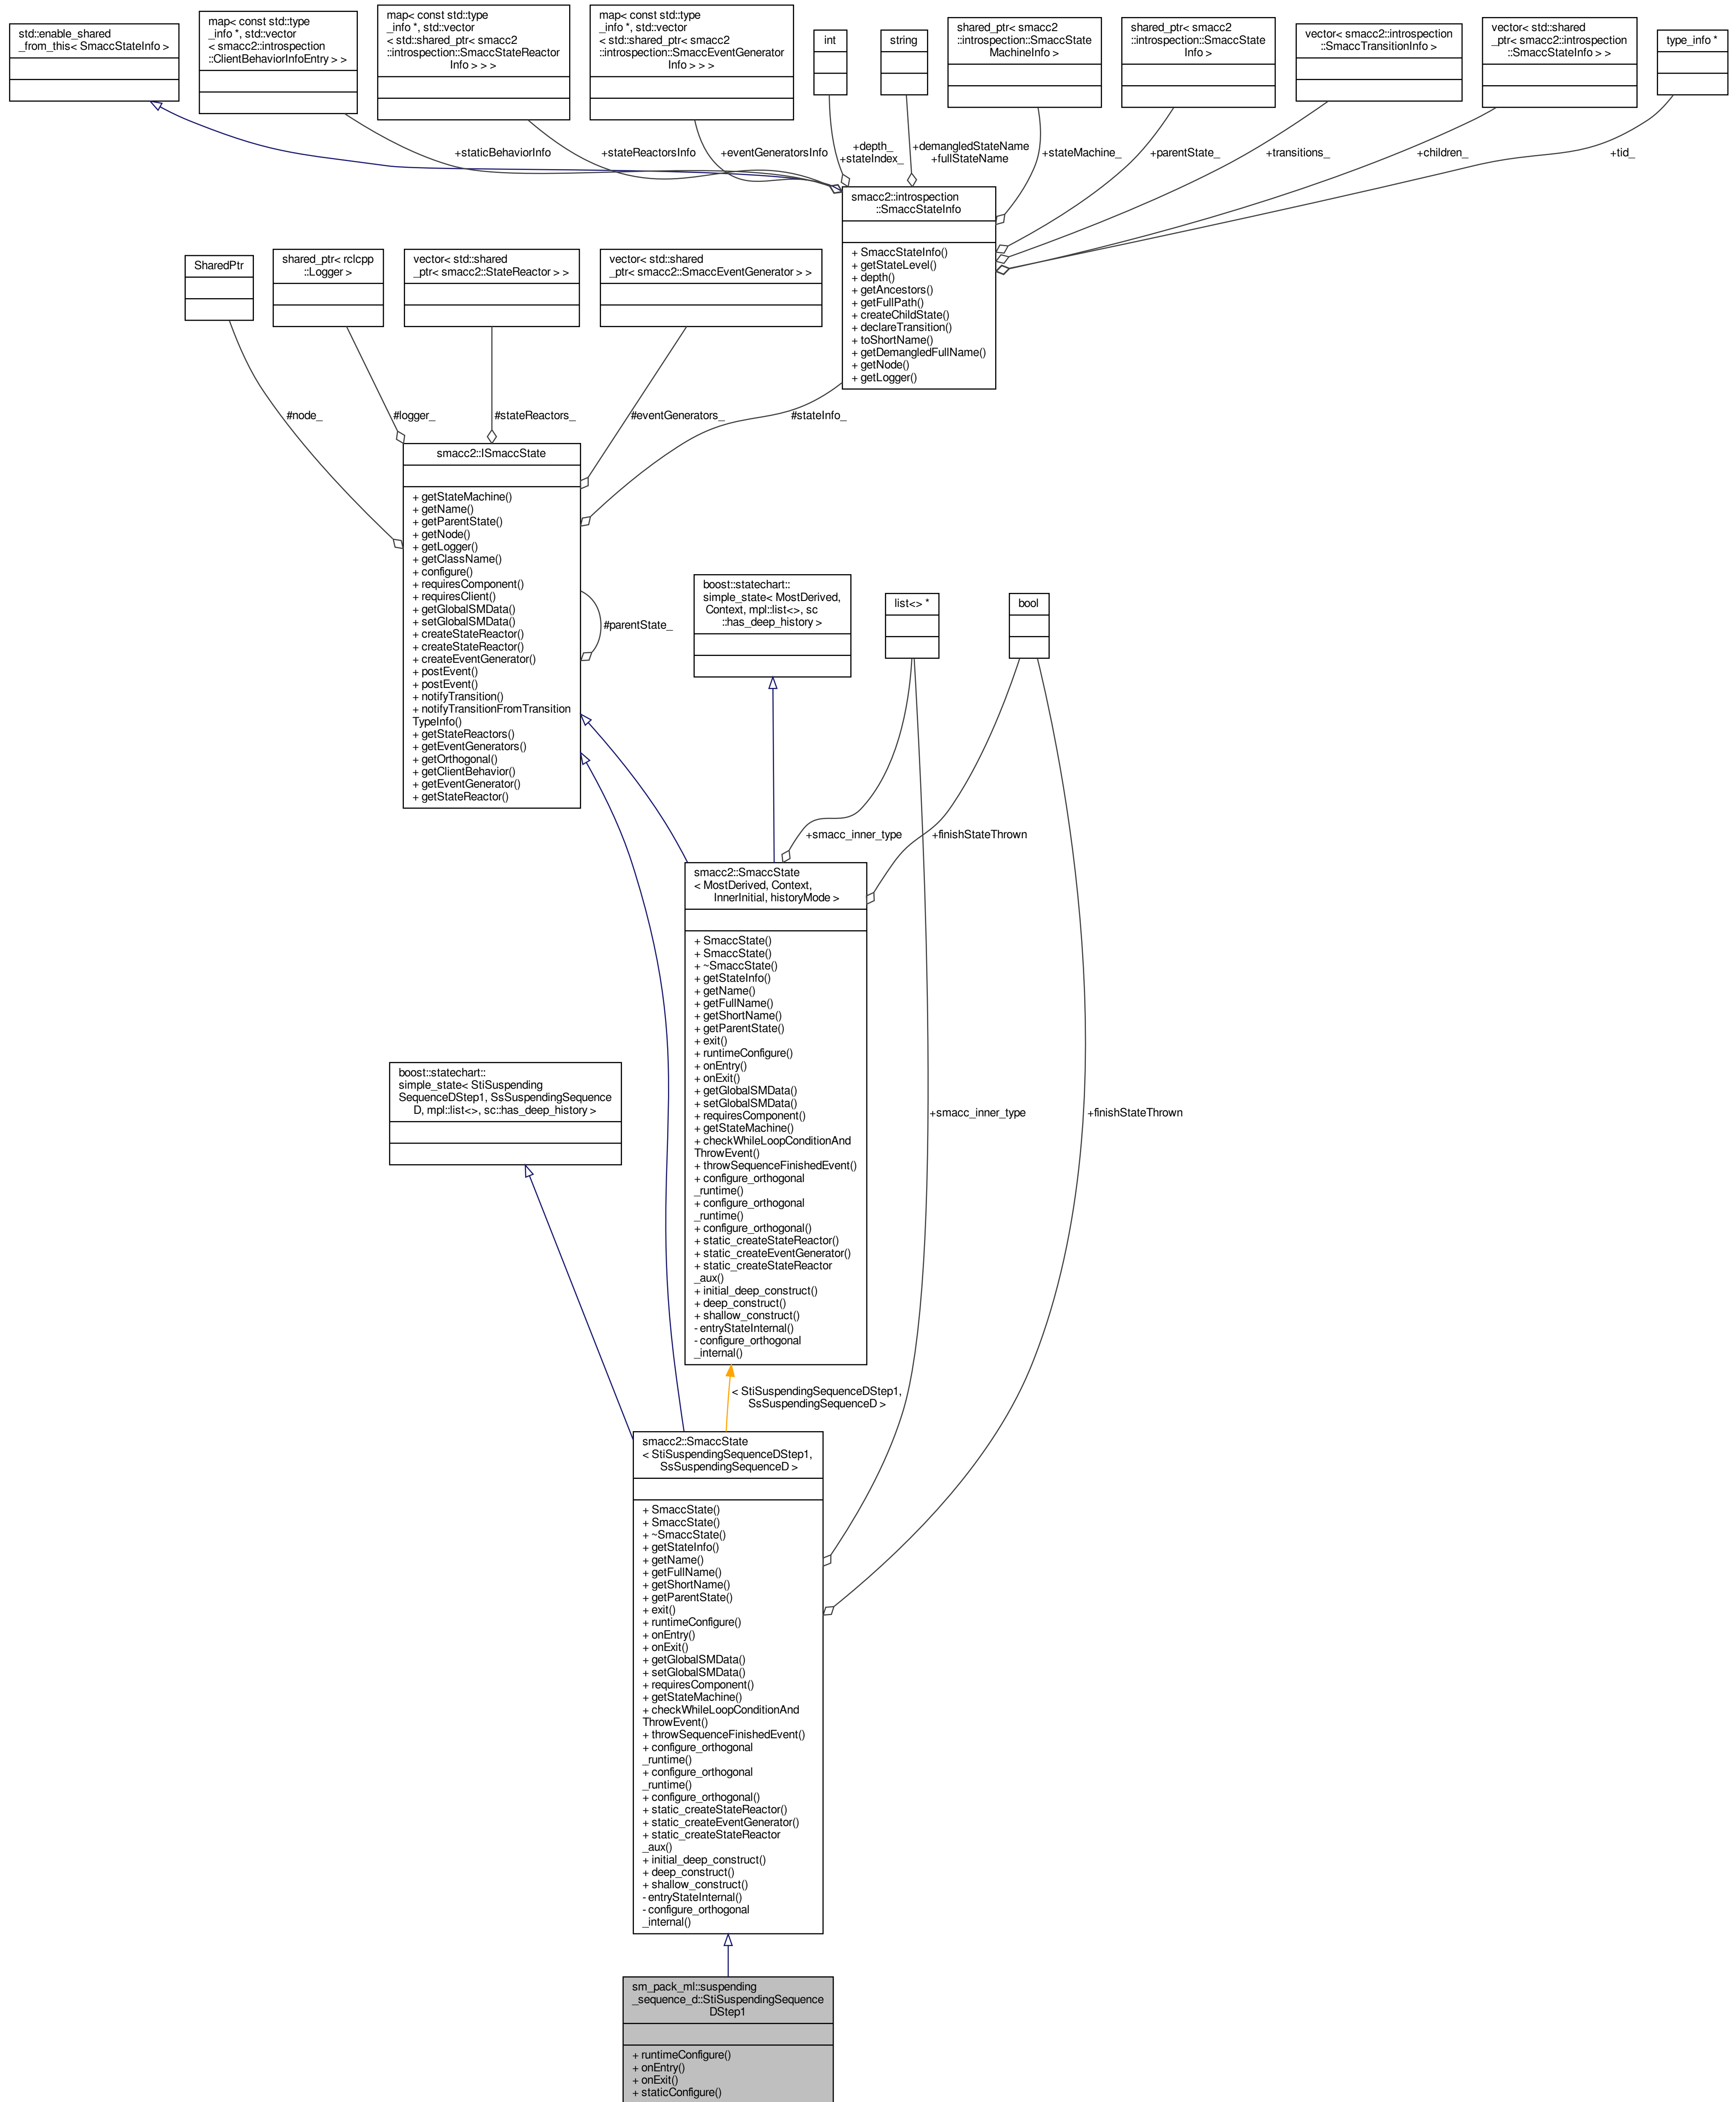 std::enable_shared
_from_this< SmaccStateInfo >
map< const std::type
_info *, std::vector
< smacc2::introspection
::ClientBehaviorInfoEntry > >
map< const std::type
_info *, std::vector
< std::shared_ptr< smacc2
::introspection::SmaccStateReactor
Info > > >
map< const std::type
_info *, std::vector
< std::shared_ptr< smacc2
::introspection::SmaccEventGenerator
Info > > >
int
string
shared_ptr< smacc2
::introspection::SmaccState
MachineInfo >
shared_ptr< smacc2
::introspection::SmaccState
Info >
vector< smacc2::introspection
::SmaccTransitionInfo >
vector< std::shared
_ptr< smacc2::introspection
::SmaccStateInfo > >
type_info *
+staticBehaviorInfo
+stateReactorsInfo
+eventGeneratorsInfo
+depth_
+stateIndex_
+demangledStateName
+fullStateName
+stateMachine_
+parentState_
+transitions_
+children_
+tid_
smacc2::introspection
::SmaccStateInfo
+ SmaccStateInfo()
+ getStateLevel()
+ depth()
+ getAncestors()
+ getFullPath()
+ createChildState()
+ declareTransition()
+ toShortName()
+ getDemangledFullName()
+ getNode()
+ getLogger()
SharedPtr
shared_ptr< rclcpp
::Logger >
vector< std::shared
_ptr< smacc2::StateReactor > >
vector< std::shared
_ptr< smacc2::SmaccEventGenerator > >
#node_
#logger_
#stateReactors_
#eventGenerators_
#stateInfo_
smacc2::ISmaccState
+ getStateMachine()
+ getName()
+ getParentState()
+ getNode()
+ getLogger()
+ getClassName()
+ configure()
+ requiresComponent()
+ requiresClient()
+ getGlobalSMData()
+ setGlobalSMData()
+ createStateReactor()
+ createStateReactor()
+ createEventGenerator()
+ postEvent()
+ postEvent()
+ notifyTransition()
+ notifyTransitionFromTransition
TypeInfo()
+ getStateReactors()
+ getEventGenerators()
+ getOrthogonal()
+ getClientBehavior()
+ getEventGenerator()
+ getStateReactor()
#parentState_
boost::statechart::
simple_state< MostDerived,
Context, mpl::list<>, sc
::has_deep_history >
list<> *
bool
+smacc_inner_type
+finishStateThrown
smacc2::SmaccState
< MostDerived, Context,
InnerInitial, historyMode >
+ SmaccState()
+ SmaccState()
+ ~SmaccState()
+ getStateInfo()
+ getName()
+ getFullName()
+ getShortName()
+ getParentState()
+ exit()
+ runtimeConfigure()
+ onEntry()
+ onExit()
+ getGlobalSMData()
+ setGlobalSMData()
+ requiresComponent()
+ getStateMachine()
+ checkWhileLoopConditionAnd
ThrowEvent()
+ throwSequenceFinishedEvent()
+ configure_orthogonal
_runtime()
+ configure_orthogonal
_runtime()
+ configure_orthogonal()
+ static_createStateReactor()
+ static_createEventGenerator()
+ static_createStateReactor
_aux()
+ initial_deep_construct()
+ deep_construct()
+ shallow_construct()
- entryStateInternal()
- configure_orthogonal
_internal()
boost::statechart::
simple_state< StiSuspending
SequenceDStep1, SsSuspendingSequence
D, mpl::list<>, sc::has_deep_history >
+smacc_inner_type
+finishStateThrown
< StiSuspendingSequenceDStep1,
SsSuspendingSequenceD >
smacc2::SmaccState
< StiSuspendingSequenceDStep1,
SsSuspendingSequenceD >
+ SmaccState()
+ SmaccState()
+ ~SmaccState()
+ getStateInfo()
+ getName()
+ getFullName()
+ getShortName()
+ getParentState()
+ exit()
+ runtimeConfigure()
+ onEntry()
+ onExit()
+ getGlobalSMData()
+ setGlobalSMData()
+ requiresComponent()
+ getStateMachine()
+ checkWhileLoopConditionAnd
ThrowEvent()
+ throwSequenceFinishedEvent()
+ configure_orthogonal
_runtime()
+ configure_orthogonal
_runtime()
+ configure_orthogonal()
+ static_createStateReactor()
+ static_createEventGenerator()
+ static_createStateReactor
_aux()
+ initial_deep_construct()
+ deep_construct()
+ shallow_construct()
- entryStateInternal()
- configure_orthogonal
_internal()
sm_pack_ml::suspending
_sequence_d::StiSuspendingSequence
DStep1
+ runtimeConfigure()
+ onEntry()
+ onExit()
+ staticConfigure()